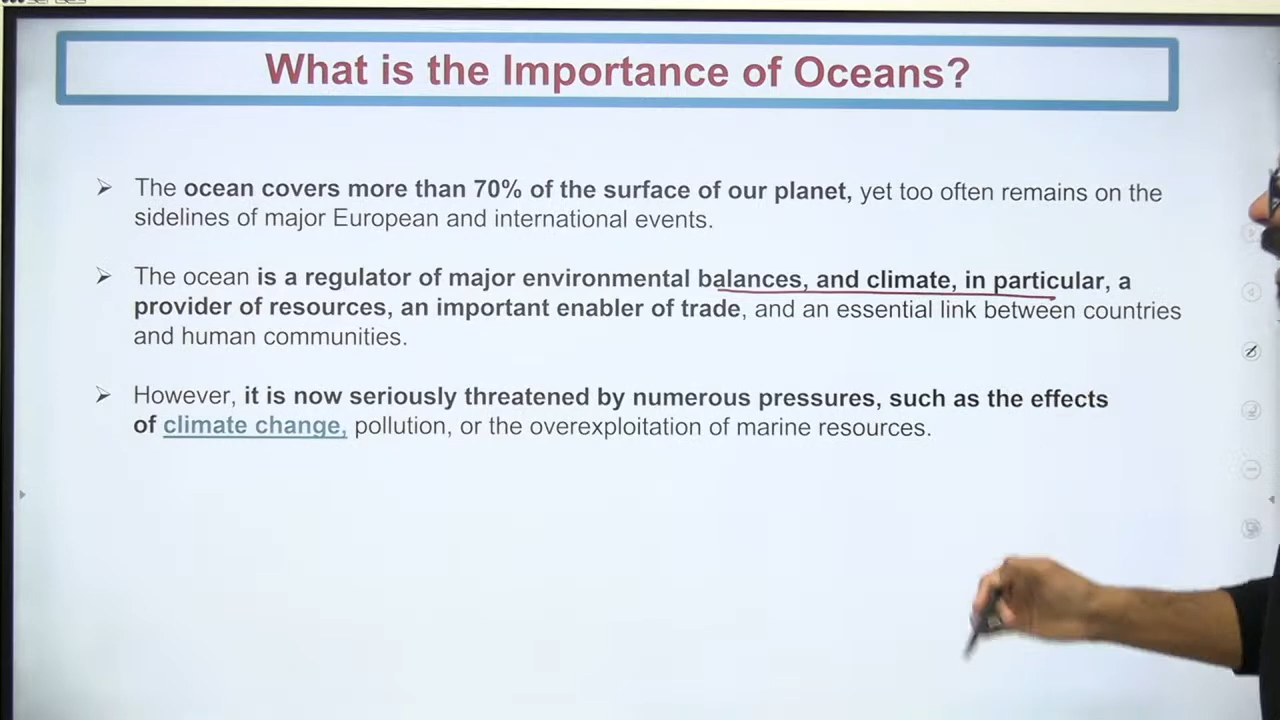 What is the Importance of Oceans?
➤ The ocean covers more than 70% of the surface of our planet, yet too often remains on the
sidelines of major European and international events.
➤ The ocean is a regulator of major environmental balances, and climate, in particular, a
provider of resources, an important enabler of trade, and an essential link between countries
and human communities.
➤ However, it is now seriously threatened by numerous pressures, such as the effects
of climate change, pollution, or the overexploitation of marine resources.